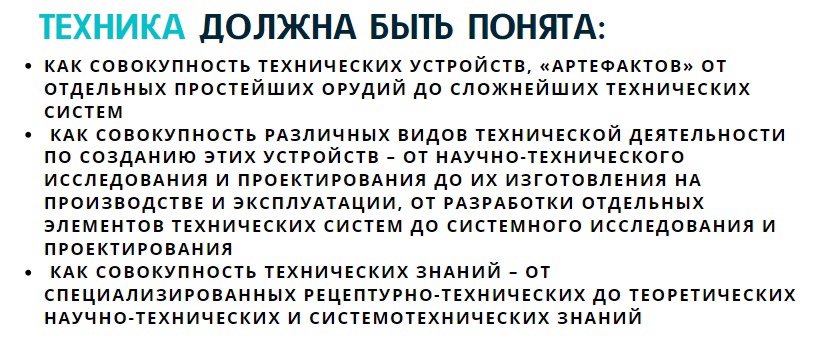 ТЕХНИКА ДОЛЖНА БЫТЬ ПОНЯТА:
• КАК СОВОКУПНОСТЬ ТЕХНИЧЕСКИХ УСТРОЙСТВ, «АРТЕФАКТОВ» ОТ
ОТДЕЛЬНЫХ ПРОСТЕЙШИХ ОРУДИЙ ДО СЛОЖНЕЙШИХ ТЕХНИЧЕСКИХ
СИСТЕМ
• КАК СОВОКУПНОСТЬ РАЗЛИЧНЫХ ВИДОВ ТЕХНИЧЕСКОЙ ДЕЯТЕЛЬНОСТИ
ПО СОЗДАНИЮ ЭТИХ УСТРОЙСТВ – ОТ НАУЧНО-ТЕХНИЧЕСКОГО
ИССЛЕДОВАНИЯ И ПРОЕКТИРОВАНИЯ ДО ИХ ИЗГОТОВЛЕНИЯ НА
ПРОИЗВОДСТВЕ И ЭКСПЛУАТАЦИИ, ОТ РАЗРАБОТКИ ОТДЕЛЬНЫХ
ЭЛЕМЕНТОВ ТЕХНИЧЕСКИХ СИСТЕМ ДО СИСТЕМНОГО ИССЛЕДОВАНИЯ И
ПРОЕКТИРОВАНИЯ
• КАК СОВОКУПНОСТЬ ТЕХНИЧЕСКИХ ЗНАНИЙ – ОТ
СПЕЦИАЛИЗИРОВАННЫХ РЕЦЕПТУРНО-ТЕХНИЧЕСКИХ ДО ТЕОРЕТИЧЕСКИХ
НАУЧНО-ТЕХНИЧЕСКИХ И СИСТЕМОТЕХНИЧЕСКИХ ЗНАНИЙ